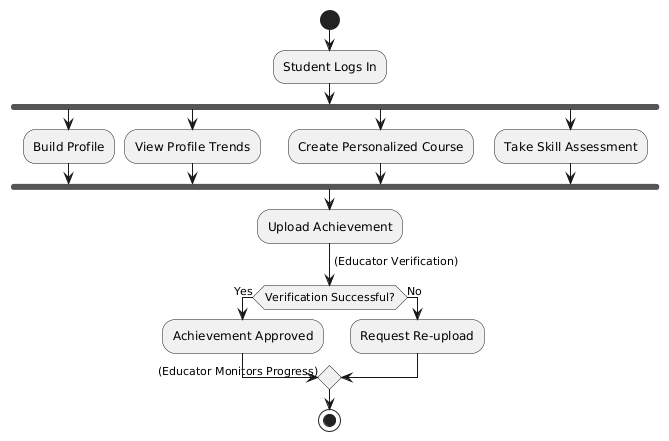 Student Logs In
Build Profile
View Profile Trends
Create Personalized Course
Take Skill Assessment
Upload Achievement
(Educator Verification)
Yes
Verification Successful?
No
Achievement Approved
Request Re-upload
(Educator Monitors Progress)